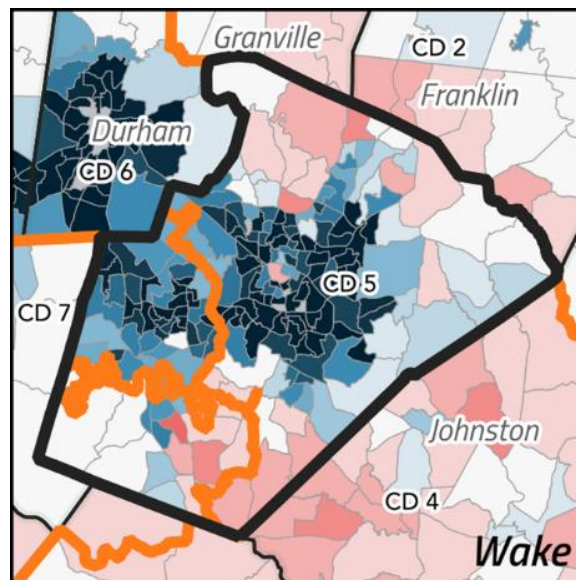 Granville
CD 2
Franklin
Durham
CD 6
CD 5
CD 7
Johnston
CD 4
Wake